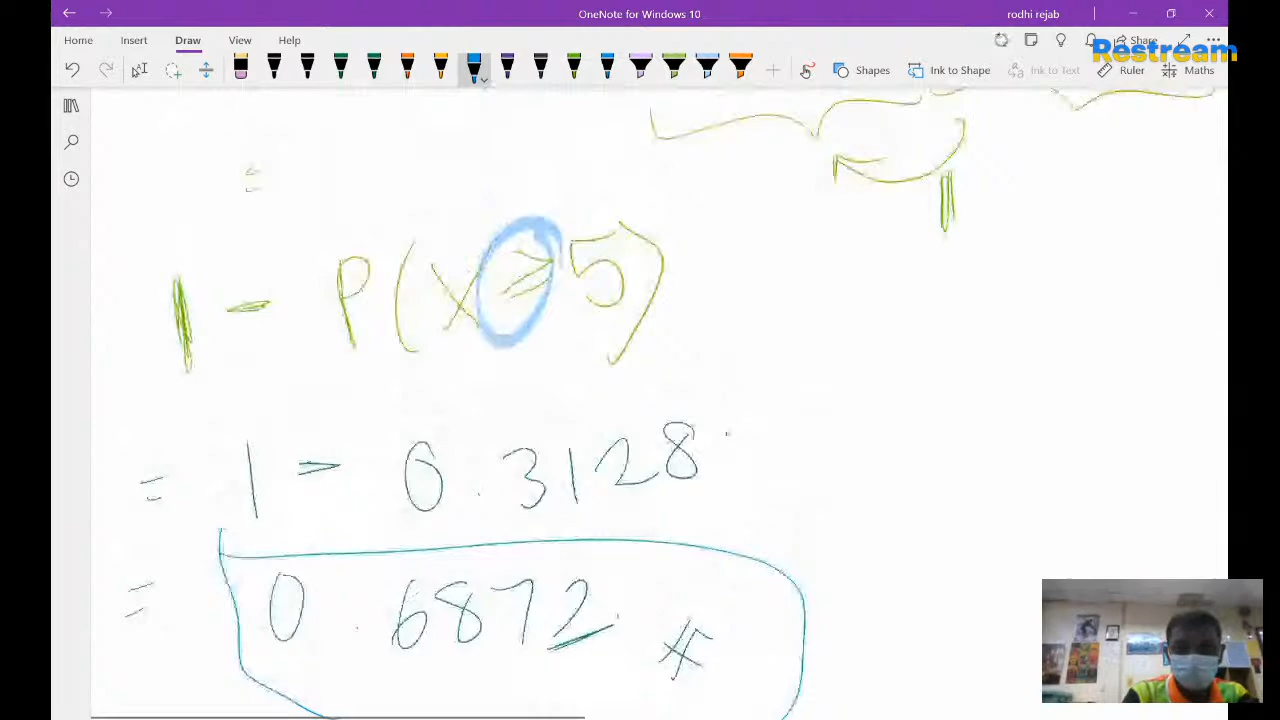 OneNote for Windows 10
rodhi rejab
Home Insert Draw View Help
Share
Restream
Shapes Ink to Shape Ink to Text Ruler Maths
=
1 - P(X ≥ 5)
= 1 - 0.3128
= 0.6872